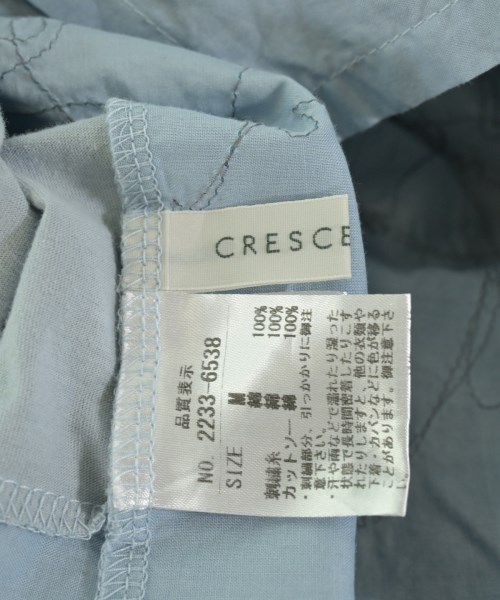 CRESCE
品質表示
NO. 2233-6538
SIZE M
綿 100%
刺繍糸 綿 100%
カットソー 綿 100%
・刺繍部分、引っかかりに御注
意下さい。
・汗や雨などで濡れたり湿った
状態で長時間密着したりこす
れたりしますと、他の衣類や
下着・カバンなどに色が移る
ことがあります。御注意下さ